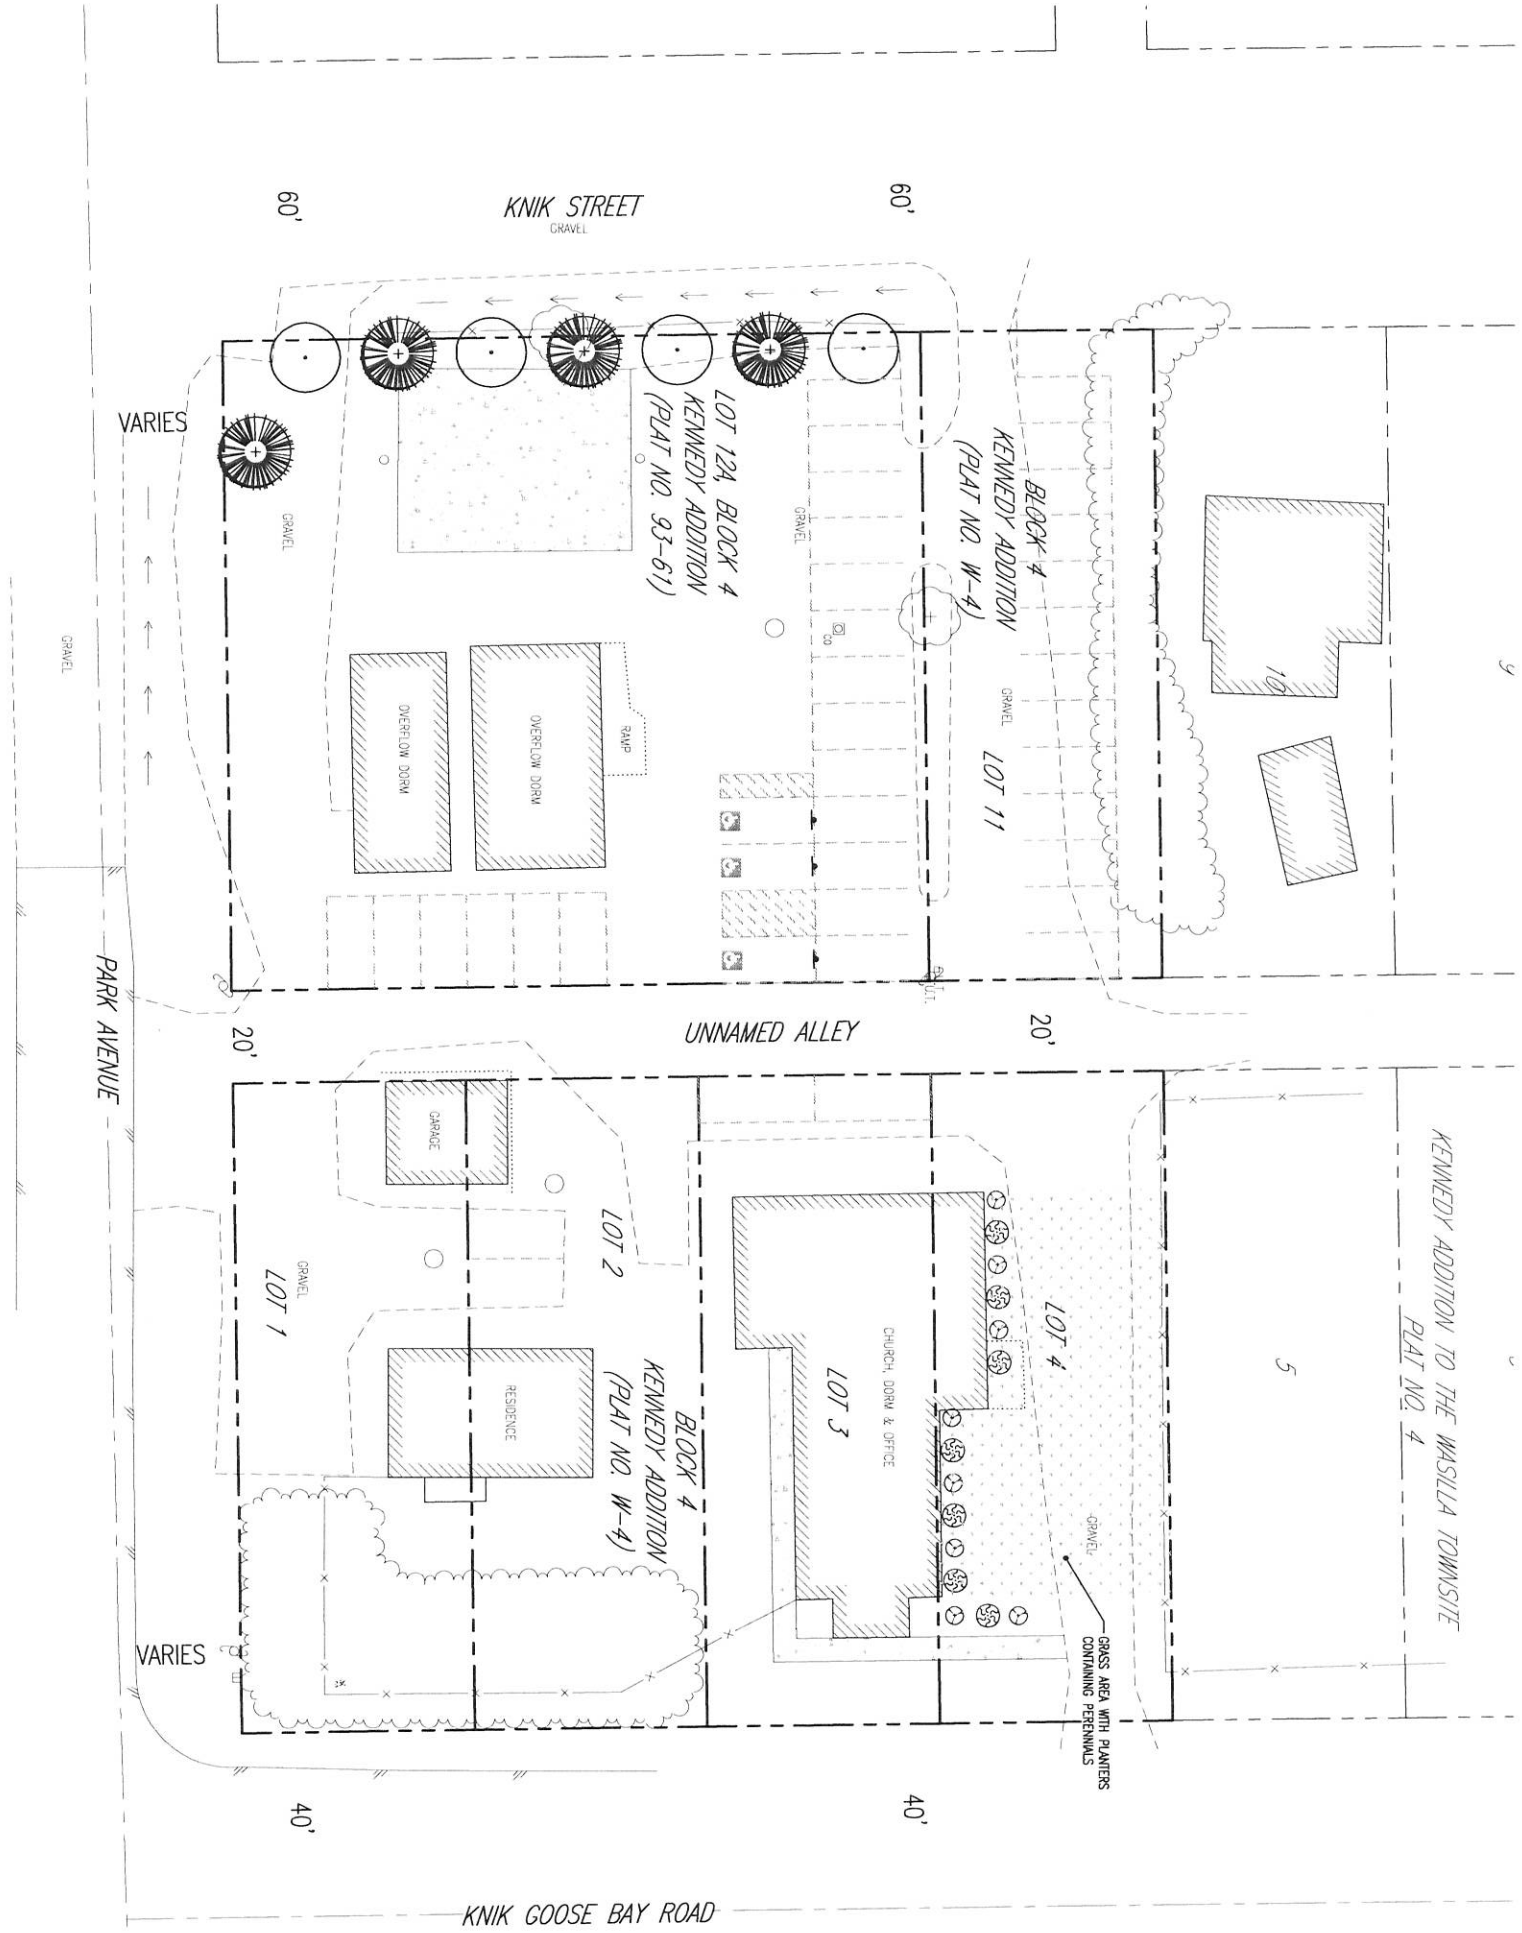 60'
KNIK STREET
GRAVEL
60'
VARIES
LOT 12A, BLOCK 4
KENNEDY ADDITION
(PLAT NO. 93-61)
GRAVEL
GRAVEL
BLOCK 4
KENNEDY ADDITION
(PLAT NO. W-4)
GRAVEL
CO
10
9
GRAVEL
LOT 11
OVERFLOW DORM
OVERFLOW DORM
RAMP
PARK AVENUE
20'
UNNAMED ALLEY
20'
GARAGE
LOT 2
GRAVEL
LOT 1
RESIDENCE
BLOCK 4
KENNEDY ADDITION
(PLAT NO. W-4)
CHURCH, DORM & OFFICE
LOT 3
LOT 4
GRAVEL
5
KENNEDY ADDITION TO THE WASILLA TOWNSITE
PLAT NO. 4
GRASS AREA WITH PLANTERS
CONTAINING PERENNIALS
VARIES
40'
40'
KNIK GOOSE BAY ROAD